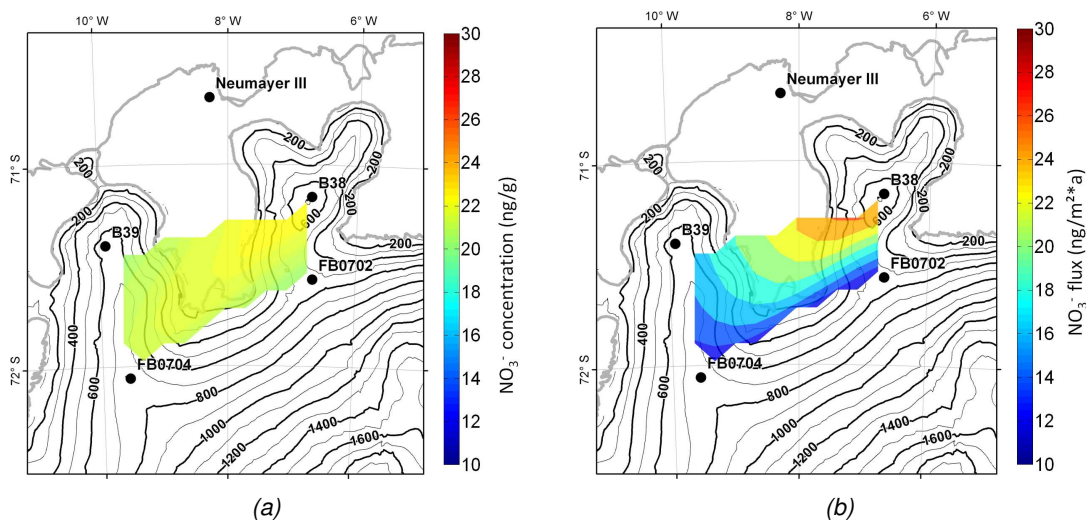 10° W 8° W 6° W
71° S
72° S
Neumayer III
B38
B39
FB0702
FB0704
200
200
200
200
200
600
400
600
800
1000
1200
1400
1600
30
28
26
24
22
20
18
16
14
12
10
NO₃⁻ concentration (ng/g)
(a)
10° W 8° W 6° W
71° S
72° S
Neumayer III
B38
B39
FB0702
FB0704
200
200
200
200
200
600
400
600
800
1000
1200
1400
1600
30
28
26
24
22
20
18
16
14
12
10
NO₃⁻ flux (ng/m²*a)
(b)